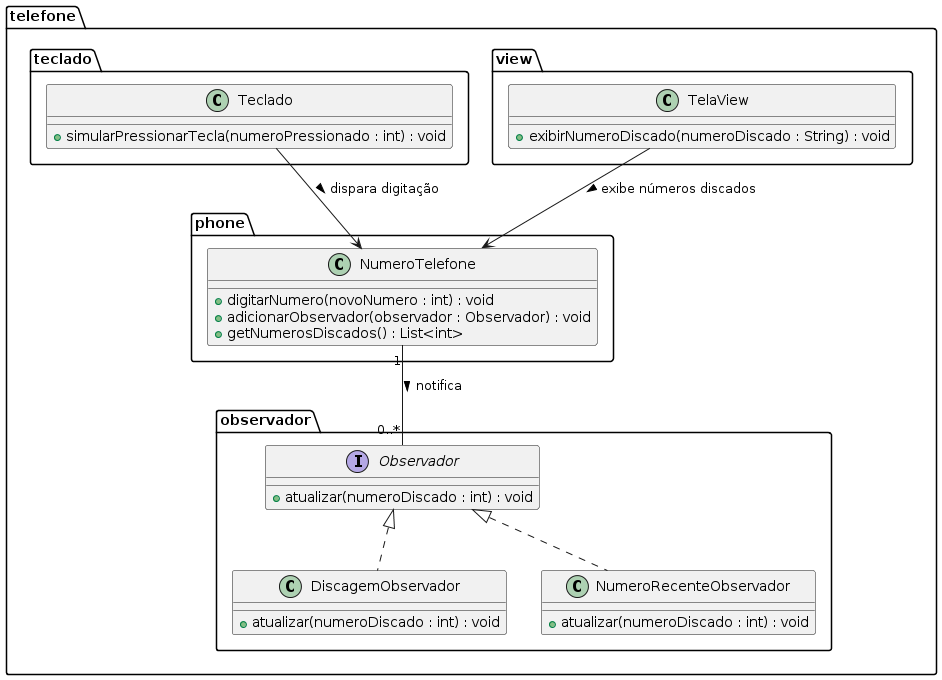 telefone
teclado
view
C Teclado
C TelaView
simularPressionarTecla(numeroPressionado : int) : void
exibirNumeroDiscado(numeroDiscado : String) : void
dispara digitação
exibe números discados
phone
C NumeroTelefone
digitarNumero(novoNumero : int) : void
adicionarObservador(observador : Observador) : void
getNumerosDiscados() : List<int>
1
notifica
observador
0..*
I Observador
atualizar(numeroDiscado : int) : void
C DiscagemObservador
C NumeroRecenteObservador
atualizar(numeroDiscado : int) : void
atualizar(numeroDiscado : int) : void